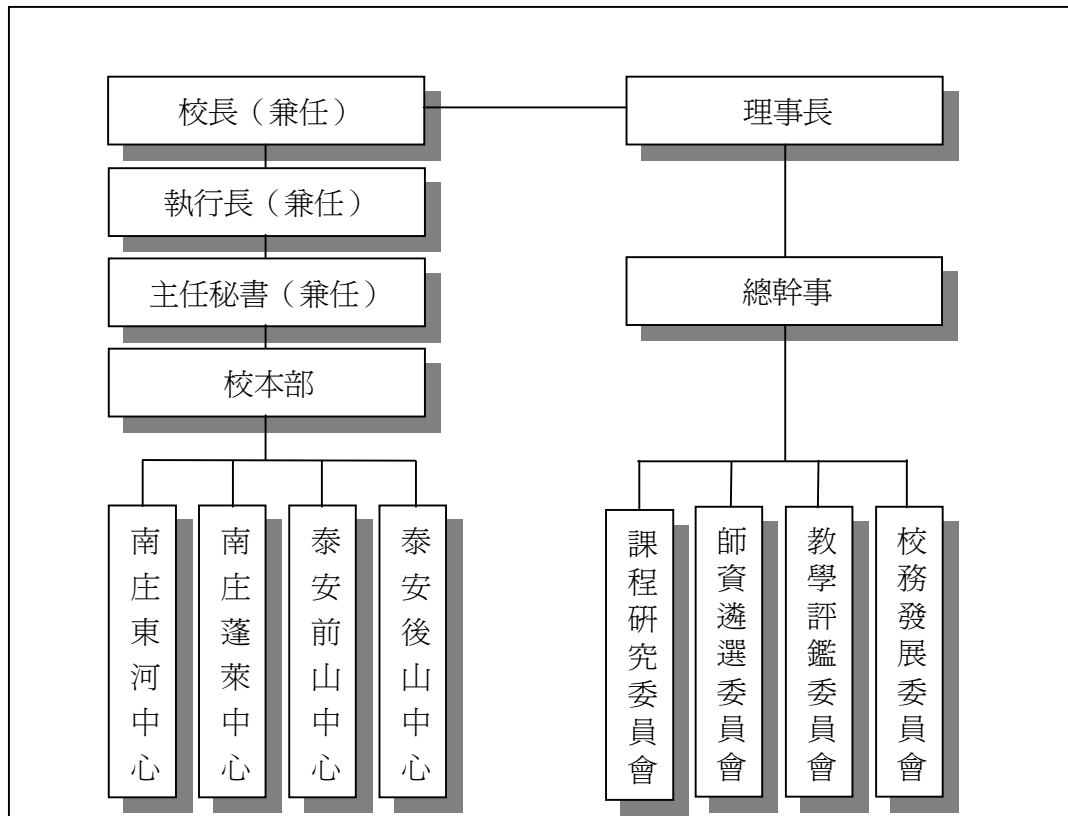 校長（兼任）
理事長
執行長（兼任）
主任秘書（兼任）
總幹事
校本部
南庄東河中心
南庄蓬萊中心
泰安前山中心
泰安後山中心
課程研究委員會
師資遴選委員會
教學評鑑委員會
校務發展委員會